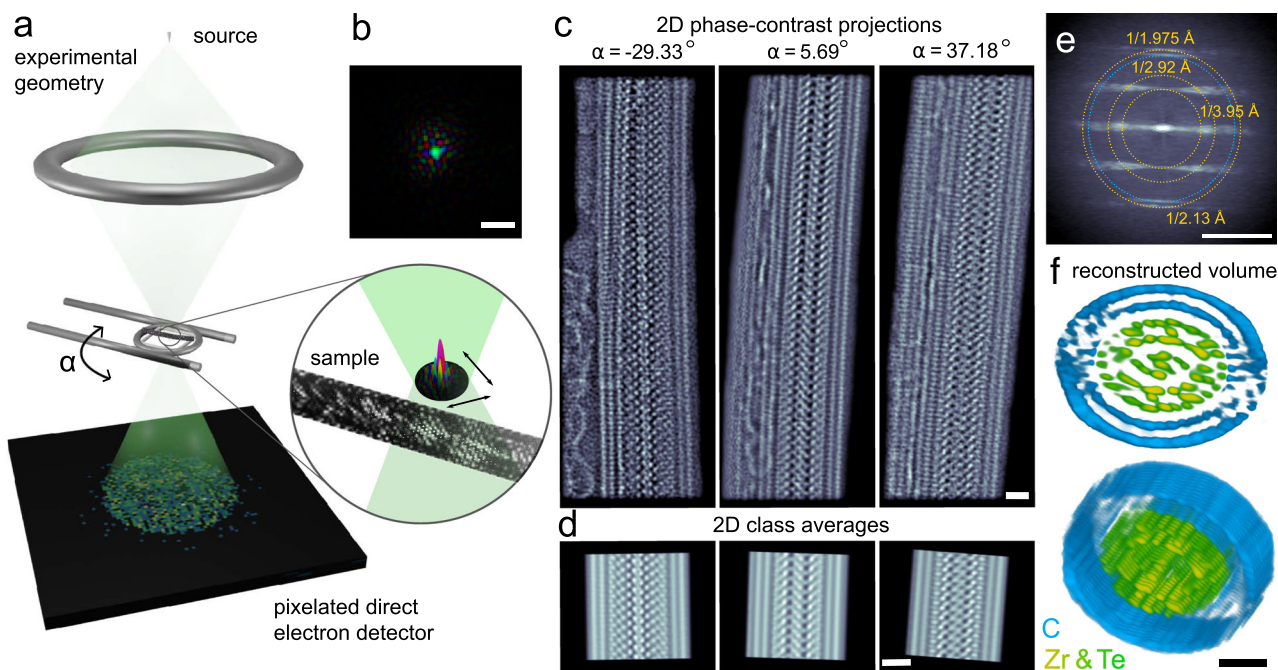 a
source
experimental
geometry
α
sample
pixelated direct
electron detector
b
c
2D phase-contrast projections
α = -29.33°
α = 5.69°
α = 37.18°
d
2D class averages
e
1/1.975 Å
1/2.92 Å
1/3.95 Å
1/2.13 Å
f
reconstructed volume
C
Zr & Te